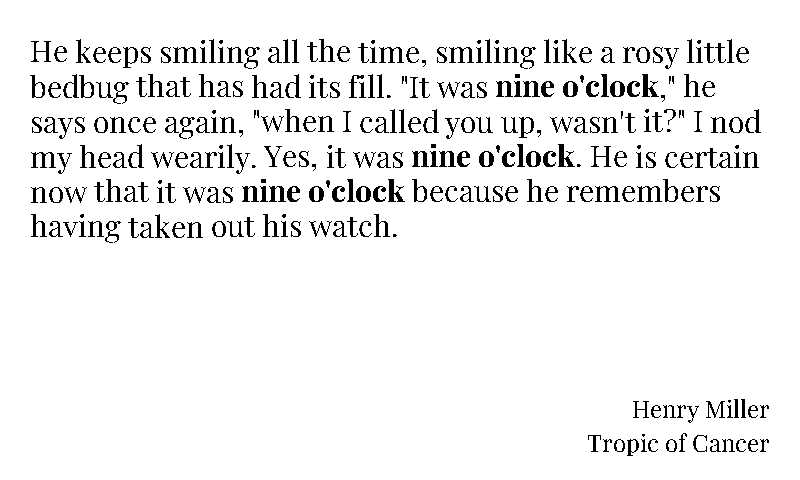 He keeps smiling all the time, smiling like a rosy little
bedbug that has had its fill. "It was nine o'clock," he
says once again, "when I called you up, wasn't it?" I nod
my head wearily. Yes, it was nine o'clock. He is certain
now that it was nine o'clock because he remembers
having taken out his watch.
Henry Miller
Tropic of Cancer